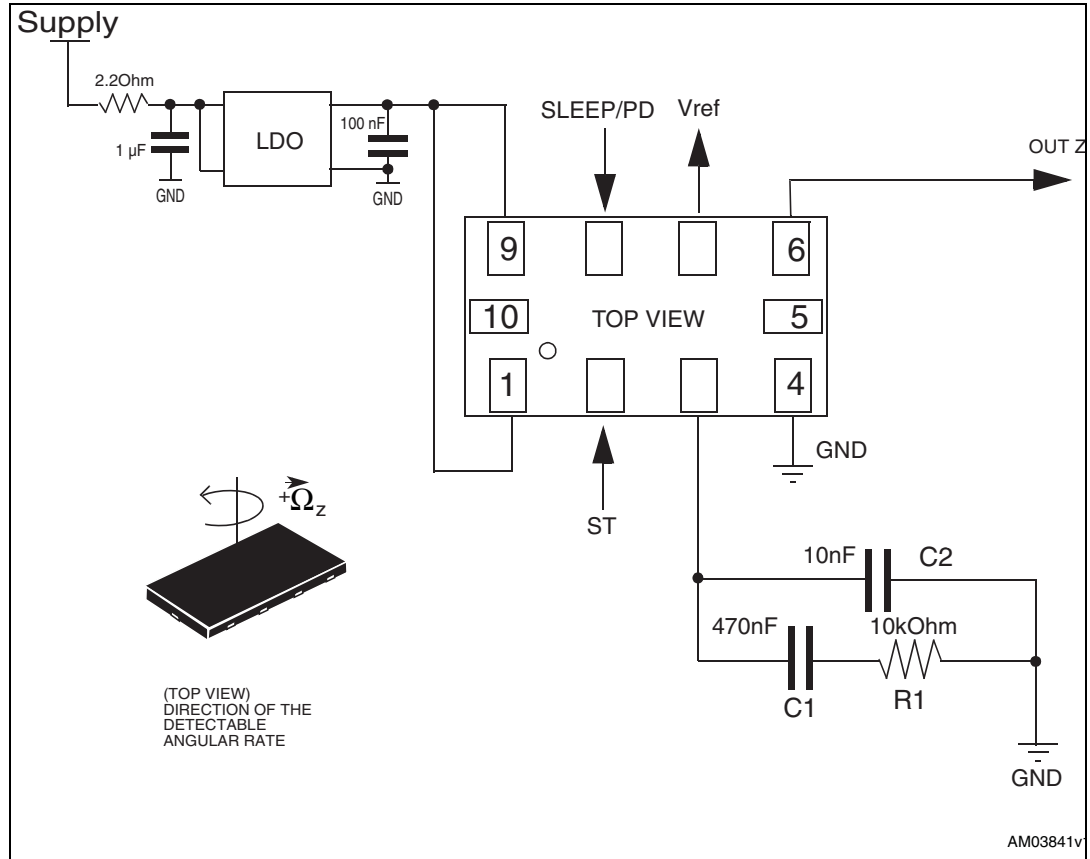 Supply
2.2Ohm
1 µF
GND
LDO
100 nF
GND
SLEEP/PD
Vref
OUT Z
9
6
10
TOP VIEW
5
1
4
GND
ST
+Ωz
10nF
C2
470nF
10kOhm
C1
R1
GND
(TOP VIEW)
DIRECTION OF THE
DETECTABLE
ANGULAR RATE
AM03841v1